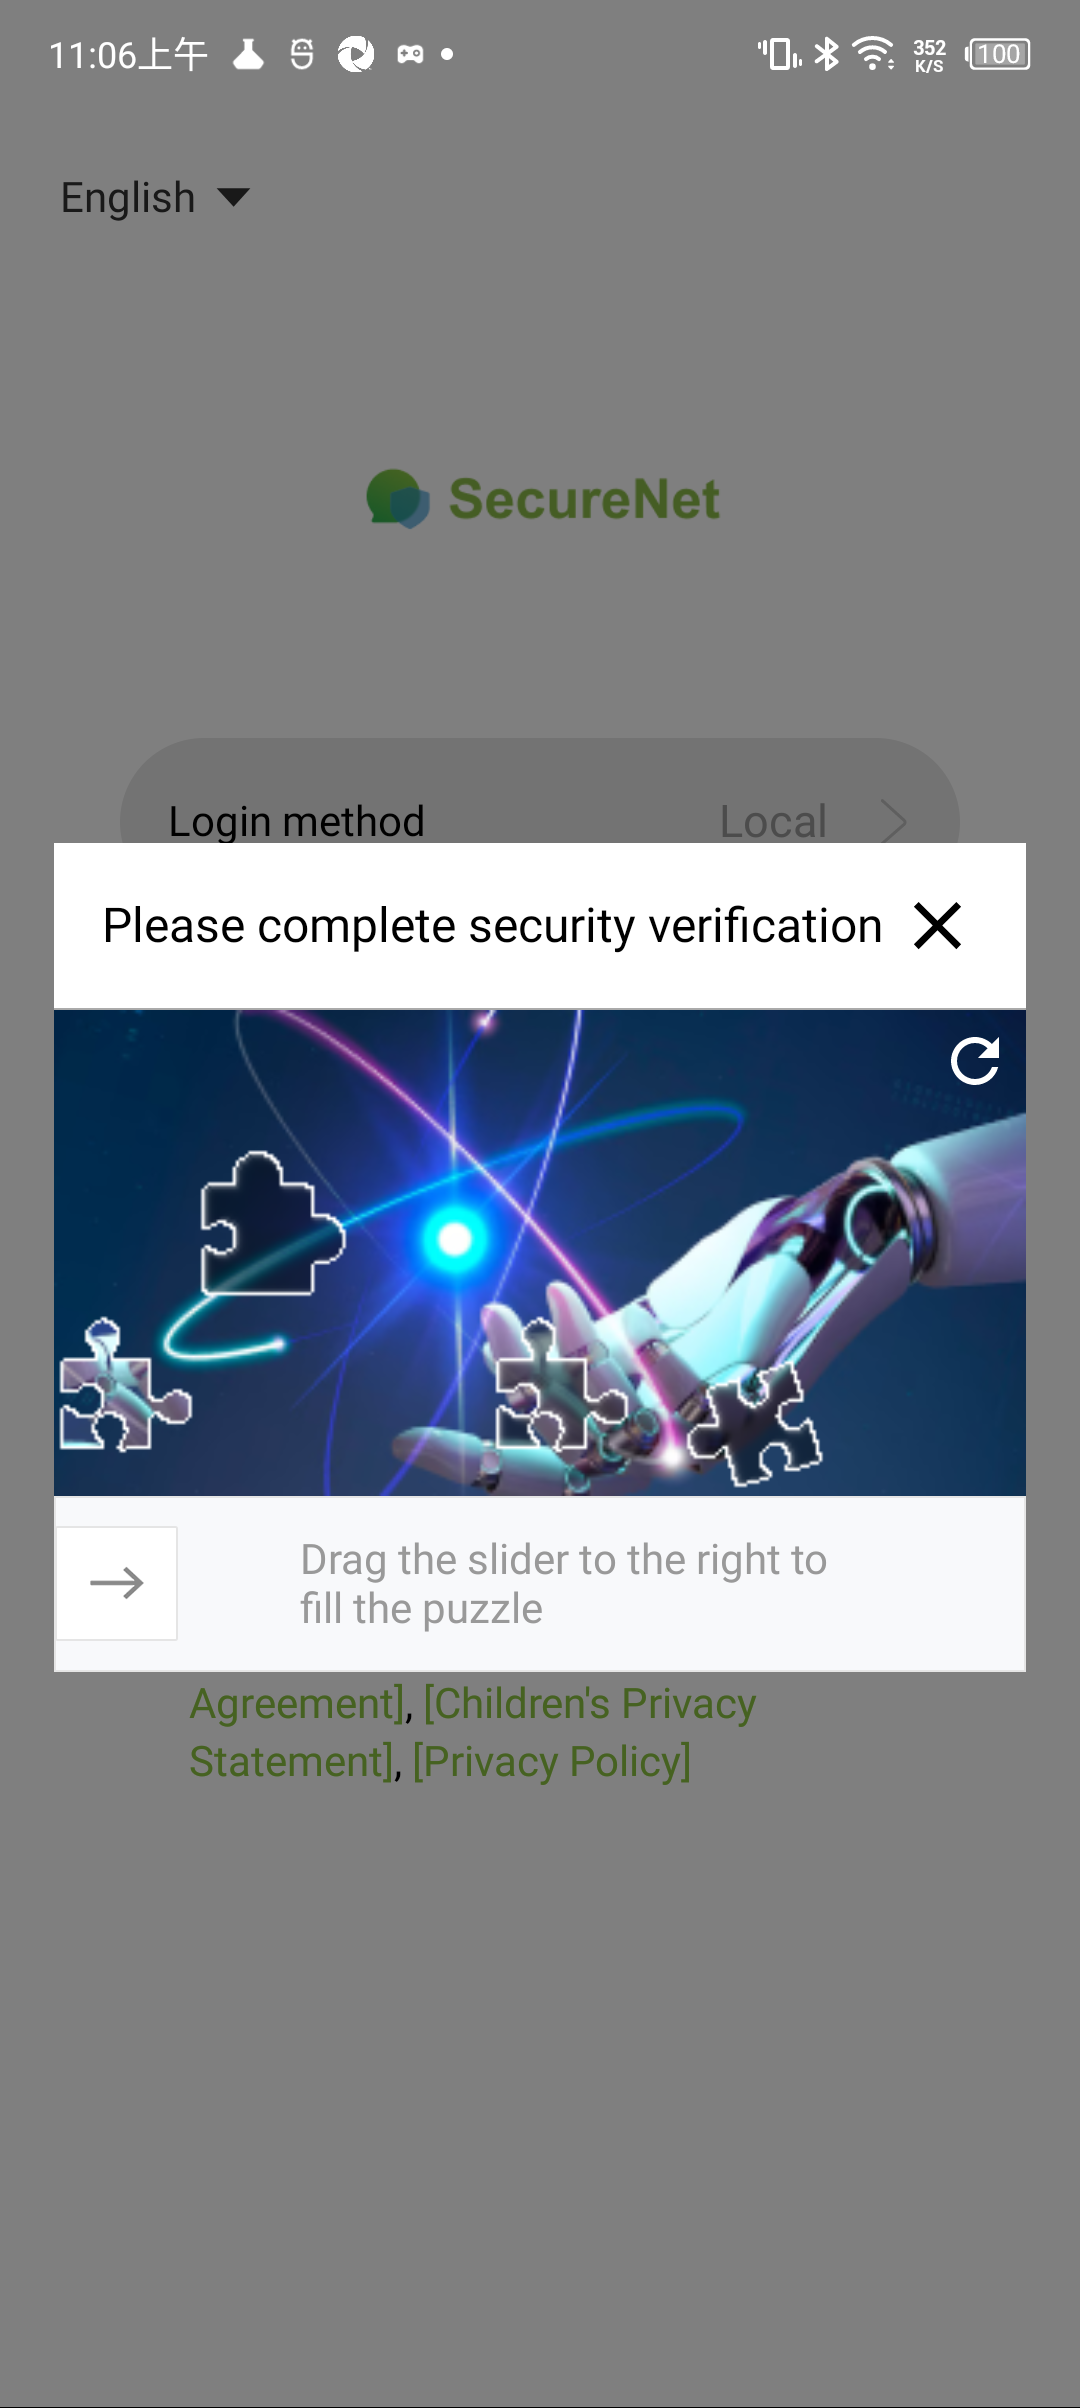 11:06上午
352
K/S
100
English
SecureNet
Login method
Local
Please complete security verification
Drag the slider to the right to
fill the puzzle
Agreement], [Children's Privacy
Statement], [Privacy Policy]